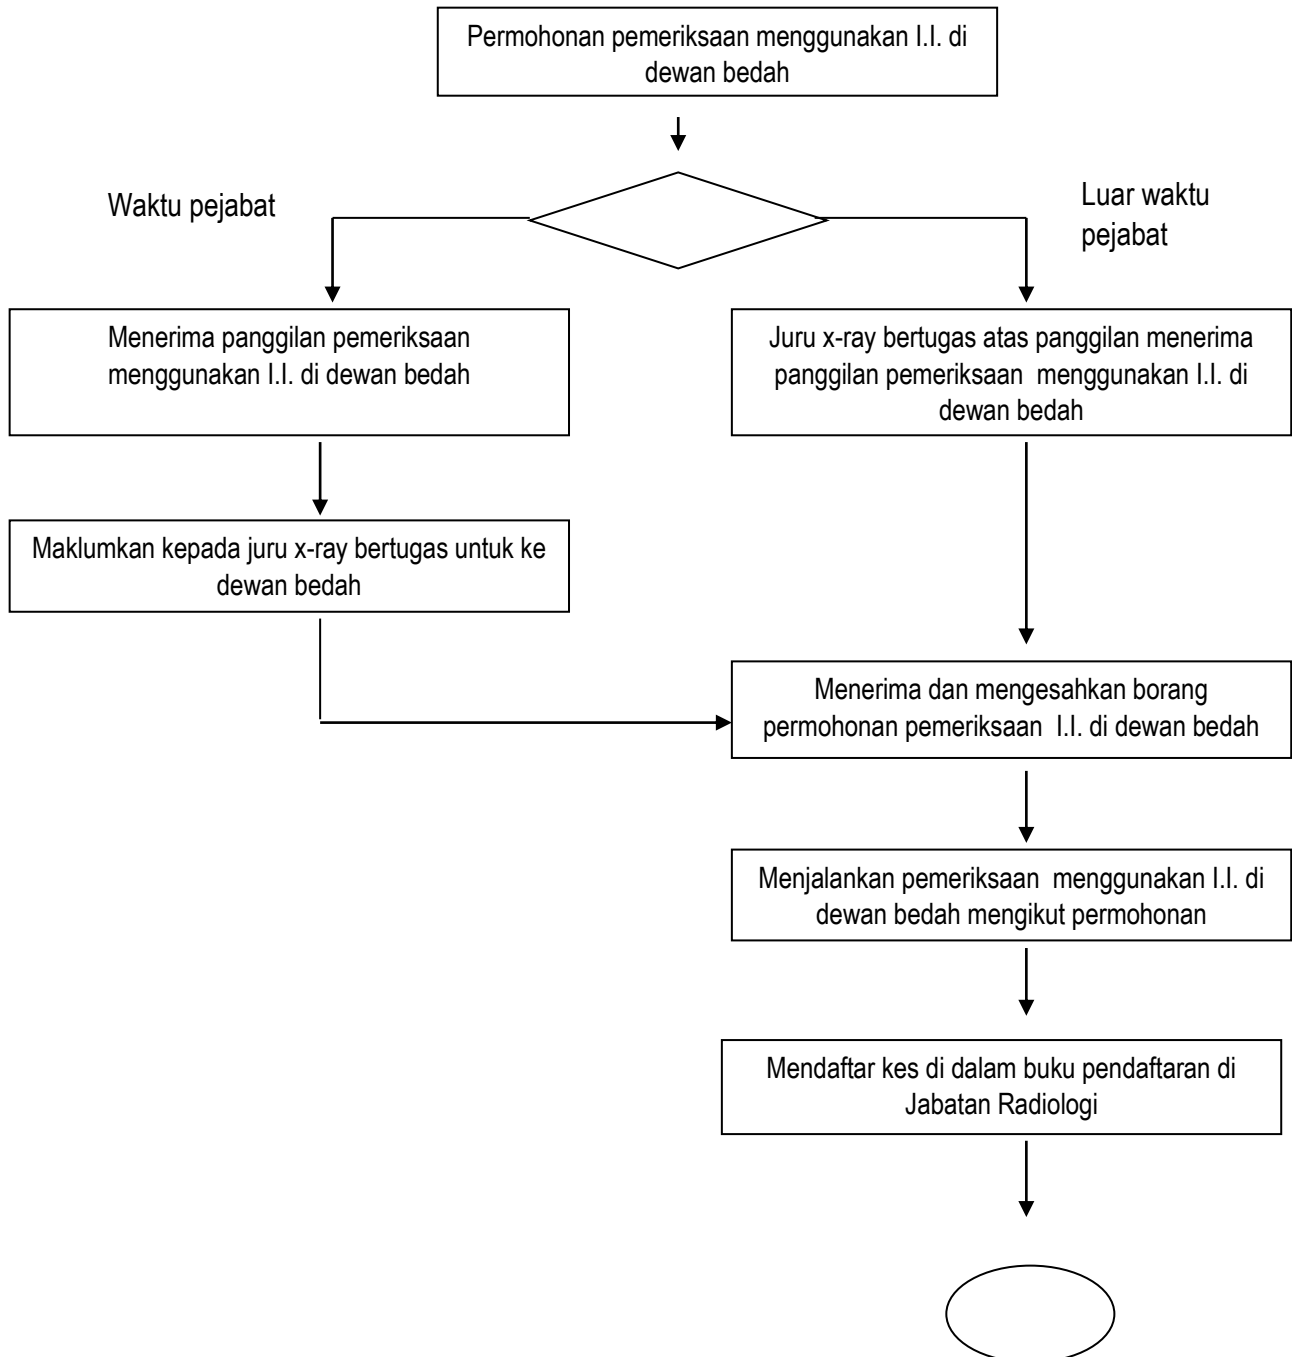 Permohonan pemeriksaan menggunakan I.I. di
dewan bedah
Waktu pejabat
Luar waktu
pejabat
Menerima panggilan pemeriksaan
menggunakan I.I. di dewan bedah
Juru x-ray bertugas atas panggilan menerima
panggilan pemeriksaan menggunakan I.I. di
dewan bedah
Maklumkan kepada juru x-ray bertugas untuk ke
dewan bedah
Menerima dan mengesahkan borang
permohonan pemeriksaan I.I. di dewan bedah
Menjalankan pemeriksaan menggunakan I.I. di
dewan bedah mengikut permohonan
Mendaftar kes di dalam buku pendaftaran di
Jabatan Radiologi